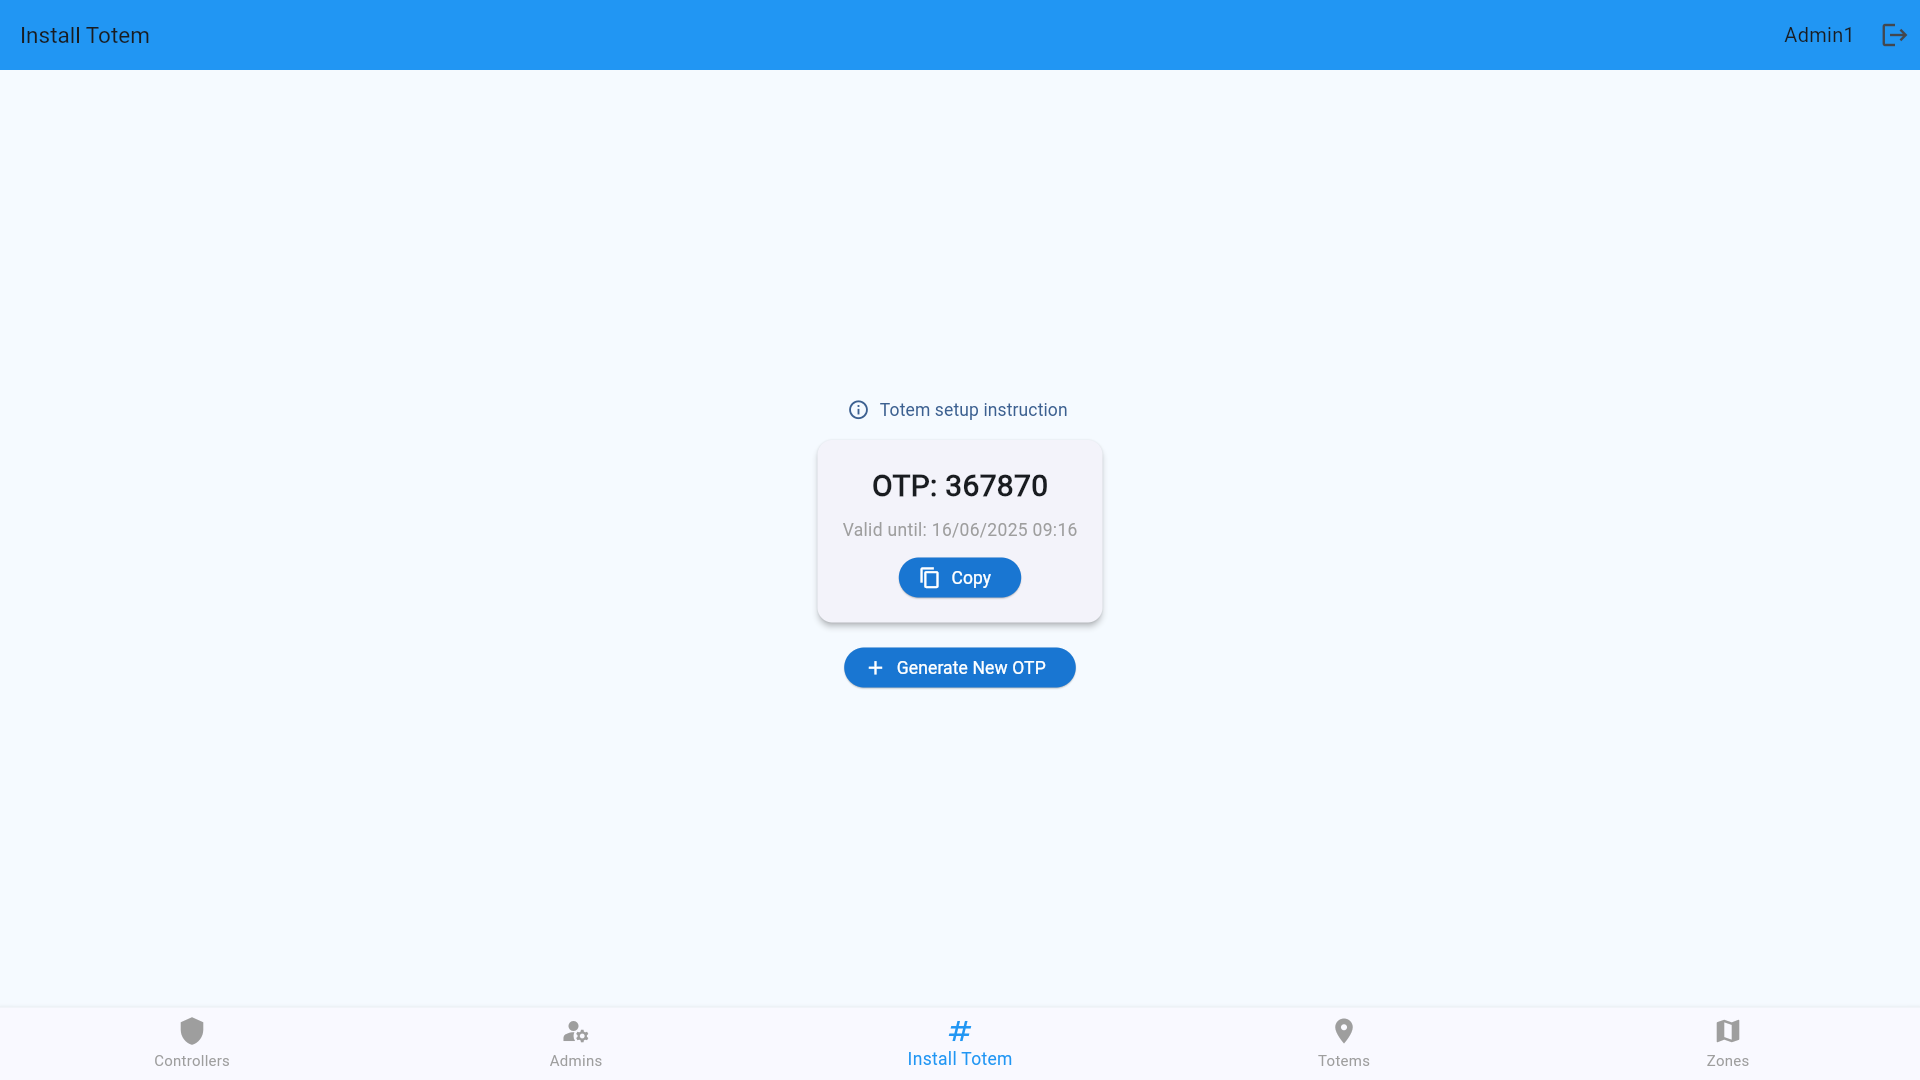 Install Totem
Admin1
Totem setup instruction
OTP: 367870
Valid until: 16/06/2025 09:16
Copy
Generate New OTP
Controllers
Admins
Install Totem
Totems
Zones